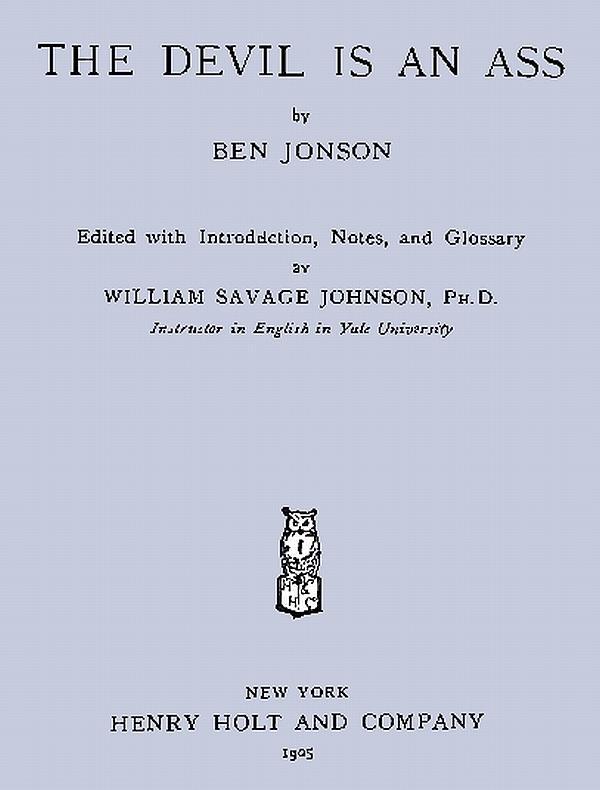 THE DEVIL IS AN ASS
by
BEN JONSON
Edited with Introduction, Notes, and Glossary
BY
WILLIAM SAVAGE JOHNSON, PH.D.
Instructor in English in Yale University
H &
H C
NEW YORK
HENRY HOLT AND COMPANY
1905